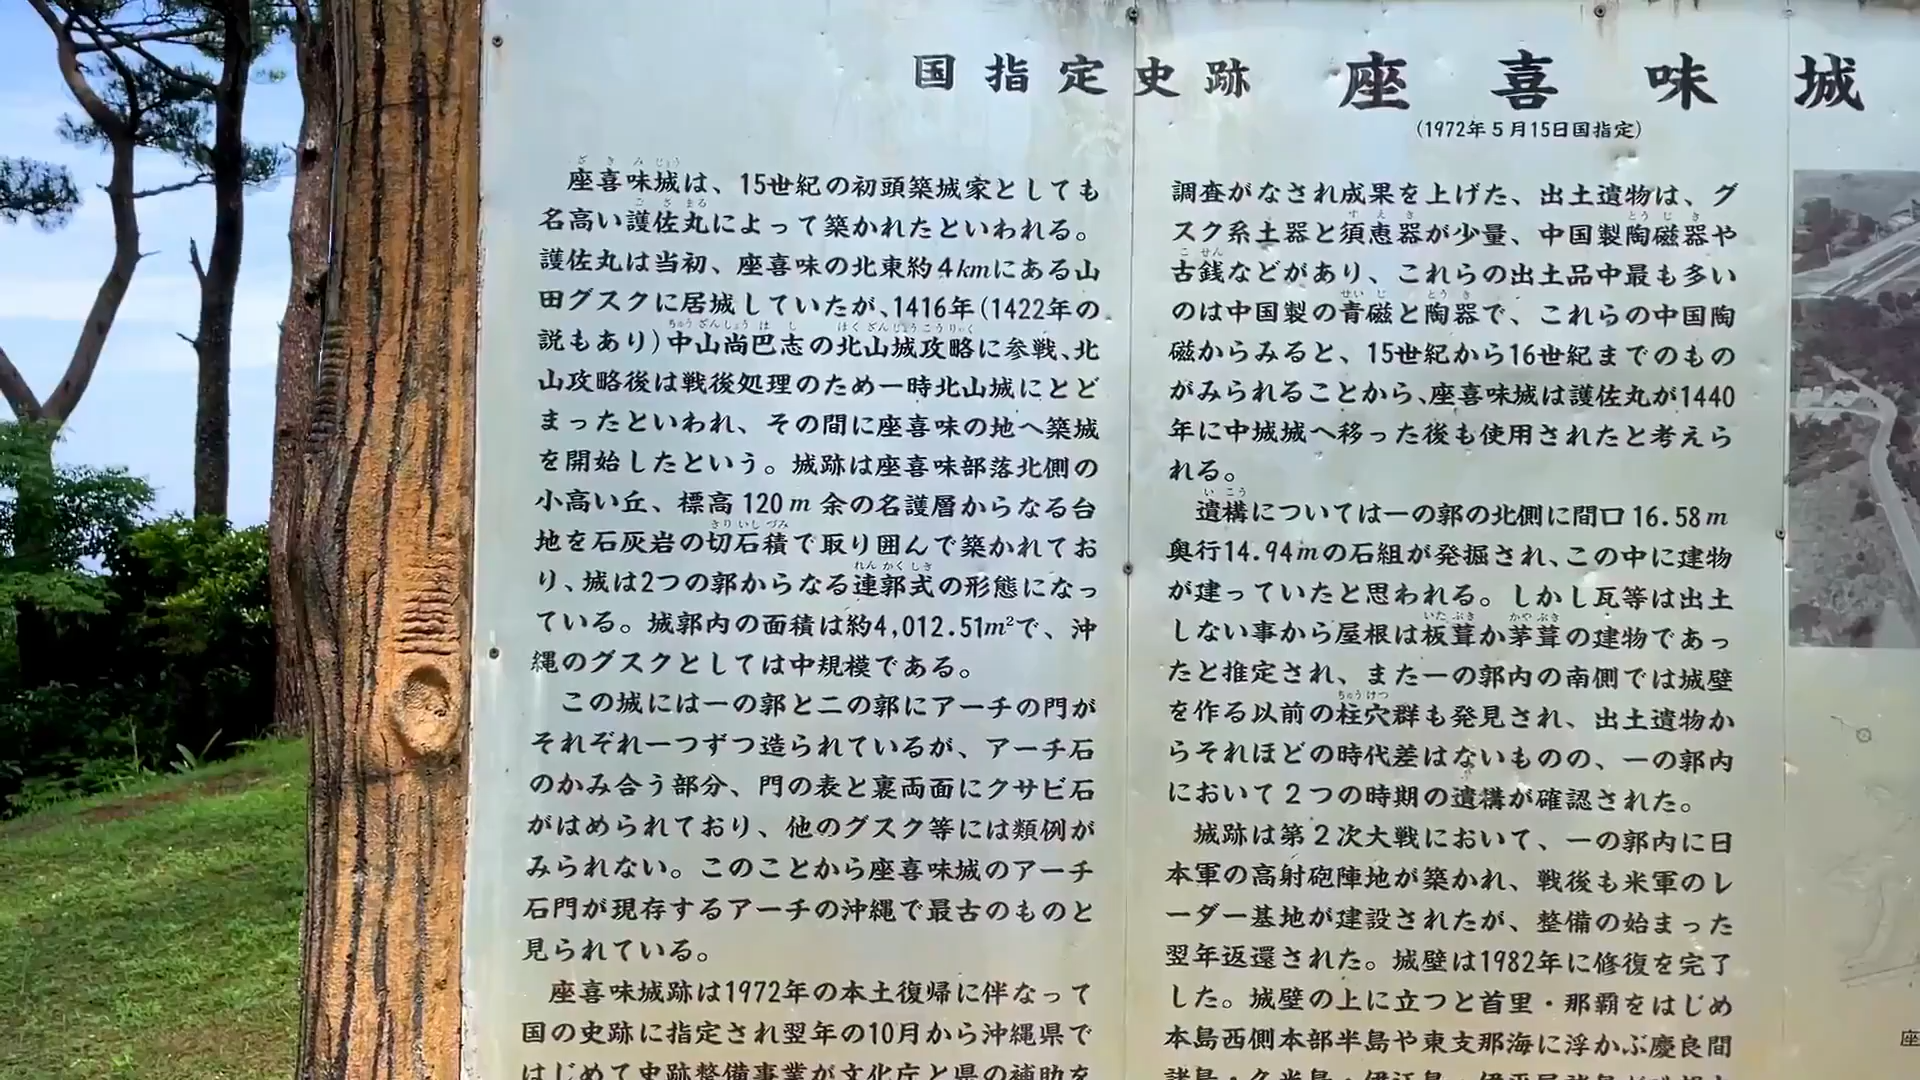 国指定史跡 座喜味城
(1972年5月15日国指定)
座喜味城は、15世紀の初頭築城家としても
名高い護佐丸によって築かれたといわれる。
護佐丸は当初、座喜味の北東約4kmにある山
田グスクに居城していたが、1416年(1422年の
説もあり)中山尚巴志の北山城攻略に参戦、北
山攻略後は戦後処理のため一時北山城にとど
まったといわれ、その間に座喜味の地へ築城
を開始したという。城跡は座喜味部落北側の
小高い丘、標高120m余の名護層からなる台
地を石灰岩の切石積で取り囲んで築かれてお
り、城は2つの郭からなる連郭式の形態になっ
ている。城郭内の面積は約4,012.51m²で、沖
縄のグスクとしては中規模である。
この城には一の郭と二の郭にアーチの門が
それぞれ一つずつ造られているが、アーチ石
のかみ合う部分、門の表と裏両面にクサビ石
がはめられており、他のグスク等には類例が
みられない。このことから座喜味城のアーチ
石門が現存するアーチの沖縄で最古のものと
見られている。
座喜味城跡は1972年の本土復帰に伴なって
国の史跡に指定され翌年の10月から沖縄県で
はじめて史跡整備事業が文化庁と県の補助を
調査がなされ成果を上げた、出土遺物は、グ
スク系土器と須恵器が少量、中国製陶磁器や
古銭などがあり、これらの出土品中最も多い
のは中国製の青磁と陶器で、これらの中国陶
磁からみると、15世紀から16世紀までのもの
がみられることから、座喜味城は護佐丸が1440
年に中城城へ移った後も使用されたと考えら
れる。
遺構については一の郭の北側に間口16.58m
奥行14.94mの石組が発掘され、この中に建物
が建っていたと思われる。しかし瓦等は出土
しない事から屋根は板葺か茅葺の建物であっ
たと推定され、また一の郭内の南側では城壁
を作る以前の柱穴群も発見され、出土遺物か
らそれほどの時代差はないものの、一の郭内
において2つの時期の遺構が確認された。
城跡は第2次大戦において、一の郭内に日
本軍の高射砲陣地が築かれ、戦後も米軍のレ
ーダー基地が建設されたが、整備の始まった
翌年返還された。城壁は1982年に修復を完了
した。城壁の上に立つと首里・那覇をはじめ
本島西側本部半島や東支那海に浮かぶ慶良間
座